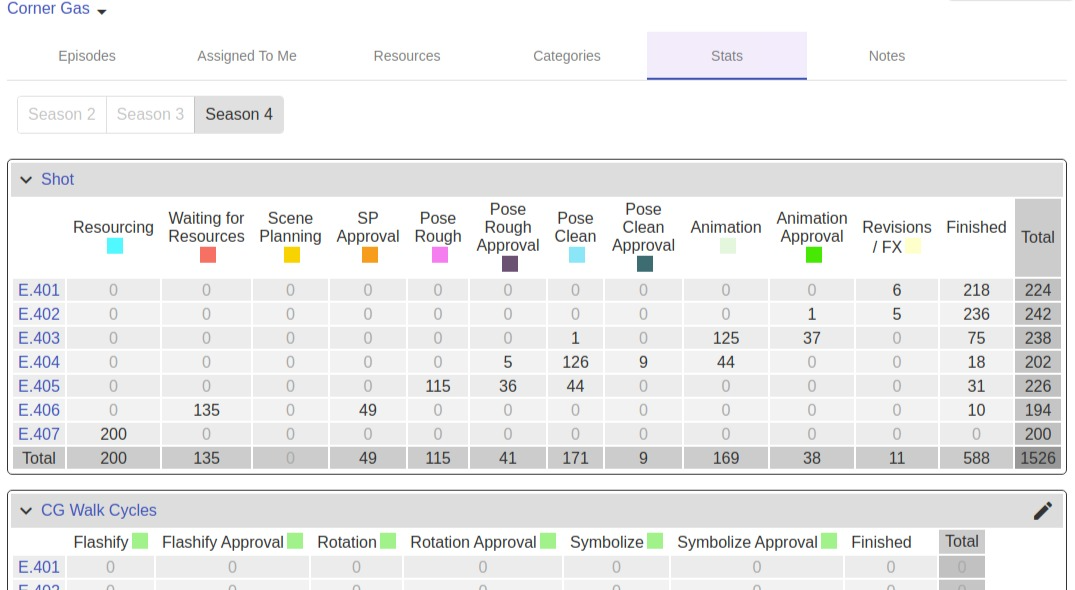 Corner Gas
Episodes Assigned To Me Resources Categories Stats Notes
Season 2 Season 3 Season 4
Shot
Resourcing Waiting for Resources Scene Planning SP Approval Pose Rough Pose Rough Approval Pose Clean Pose Clean Approval Animation Animation Approval Revisions / FX Finished Total
E.401 0 0 0 0 0 0 0 0 0 0 6 218 224
E.402 0 0 0 0 0 0 0 0 0 1 5 236 242
E.403 0 0 0 0 0 0 1 0 125 37 0 75 238
E.404 0 0 0 0 0 5 126 9 44 0 0 18 202
E.405 0 0 0 0 115 36 44 0 0 0 0 31 226
E.406 0 135 0 49 0 0 0 0 0 0 0 10 194
E.407 200 0 0 0 0 0 0 0 0 0 0 0 200
Total 200 135 0 49 115 41 171 9 169 38 11 588 1526
CG Walk Cycles
Flashify Flashify Approval Rotation Rotation Approval Symbolize Symbolize Approval Finished Total
E.401 0 0 0 0 0 0 0 0